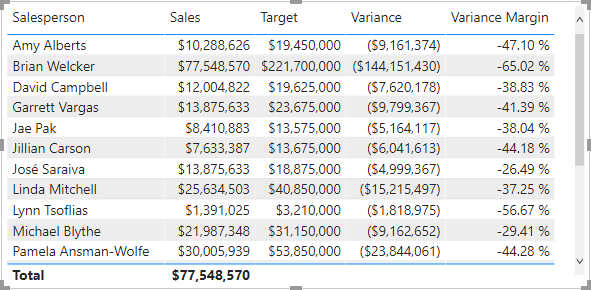 Salesperson Sales Target Variance Variance Margin
Amy Alberts $10,288,626 $19,450,000 ($9,161,374) -47.10 %
Brian Welcker $77,548,570 $221,700,000 ($144,151,430) -65.02 %
David Campbell $12,004,822 $19,625,000 ($7,620,178) -38.83 %
Garrett Vargas $13,875,633 $23,675,000 ($9,799,367) -41.39 %
Jae Pak $8,410,883 $13,575,000 ($5,164,117) -38.04 %
Jillian Carson $7,633,387 $13,675,000 ($6,041,613) -44.18 %
José Saraiva $13,875,633 $18,875,000 ($4,999,367) -26.49 %
Linda Mitchell $25,634,503 $40,850,000 ($15,215,497) -37.25 %
Lynn Tsoflias $1,391,025 $3,210,000 ($1,818,975) -56.67 %
Michael Blythe $21,987,348 $31,150,000 ($9,162,652) -29.41 %
Pamela Ansman-Wolfe $30,005,939 $53,850,000 ($23,844,061) -44.28 %
Total $77,548,570